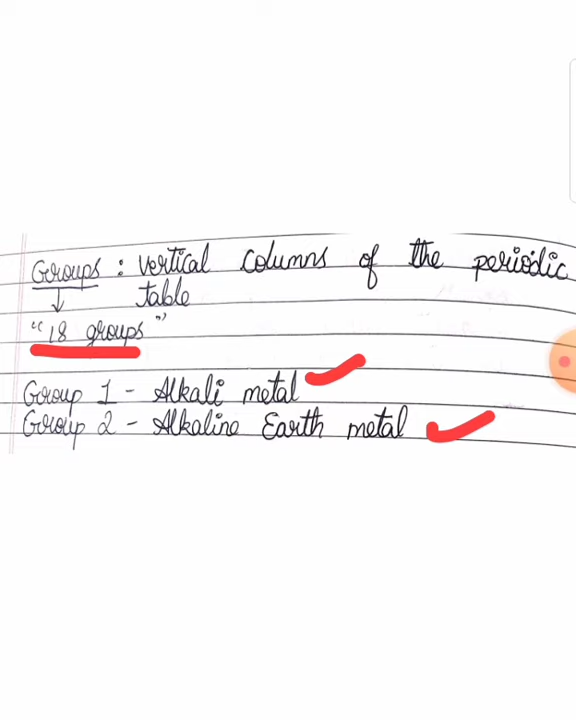 Groups : vertical columns of the periodic
↓ table
"18 groups"
Group 1 - Alkali metal
Group 2 - Alkaline Earth metal